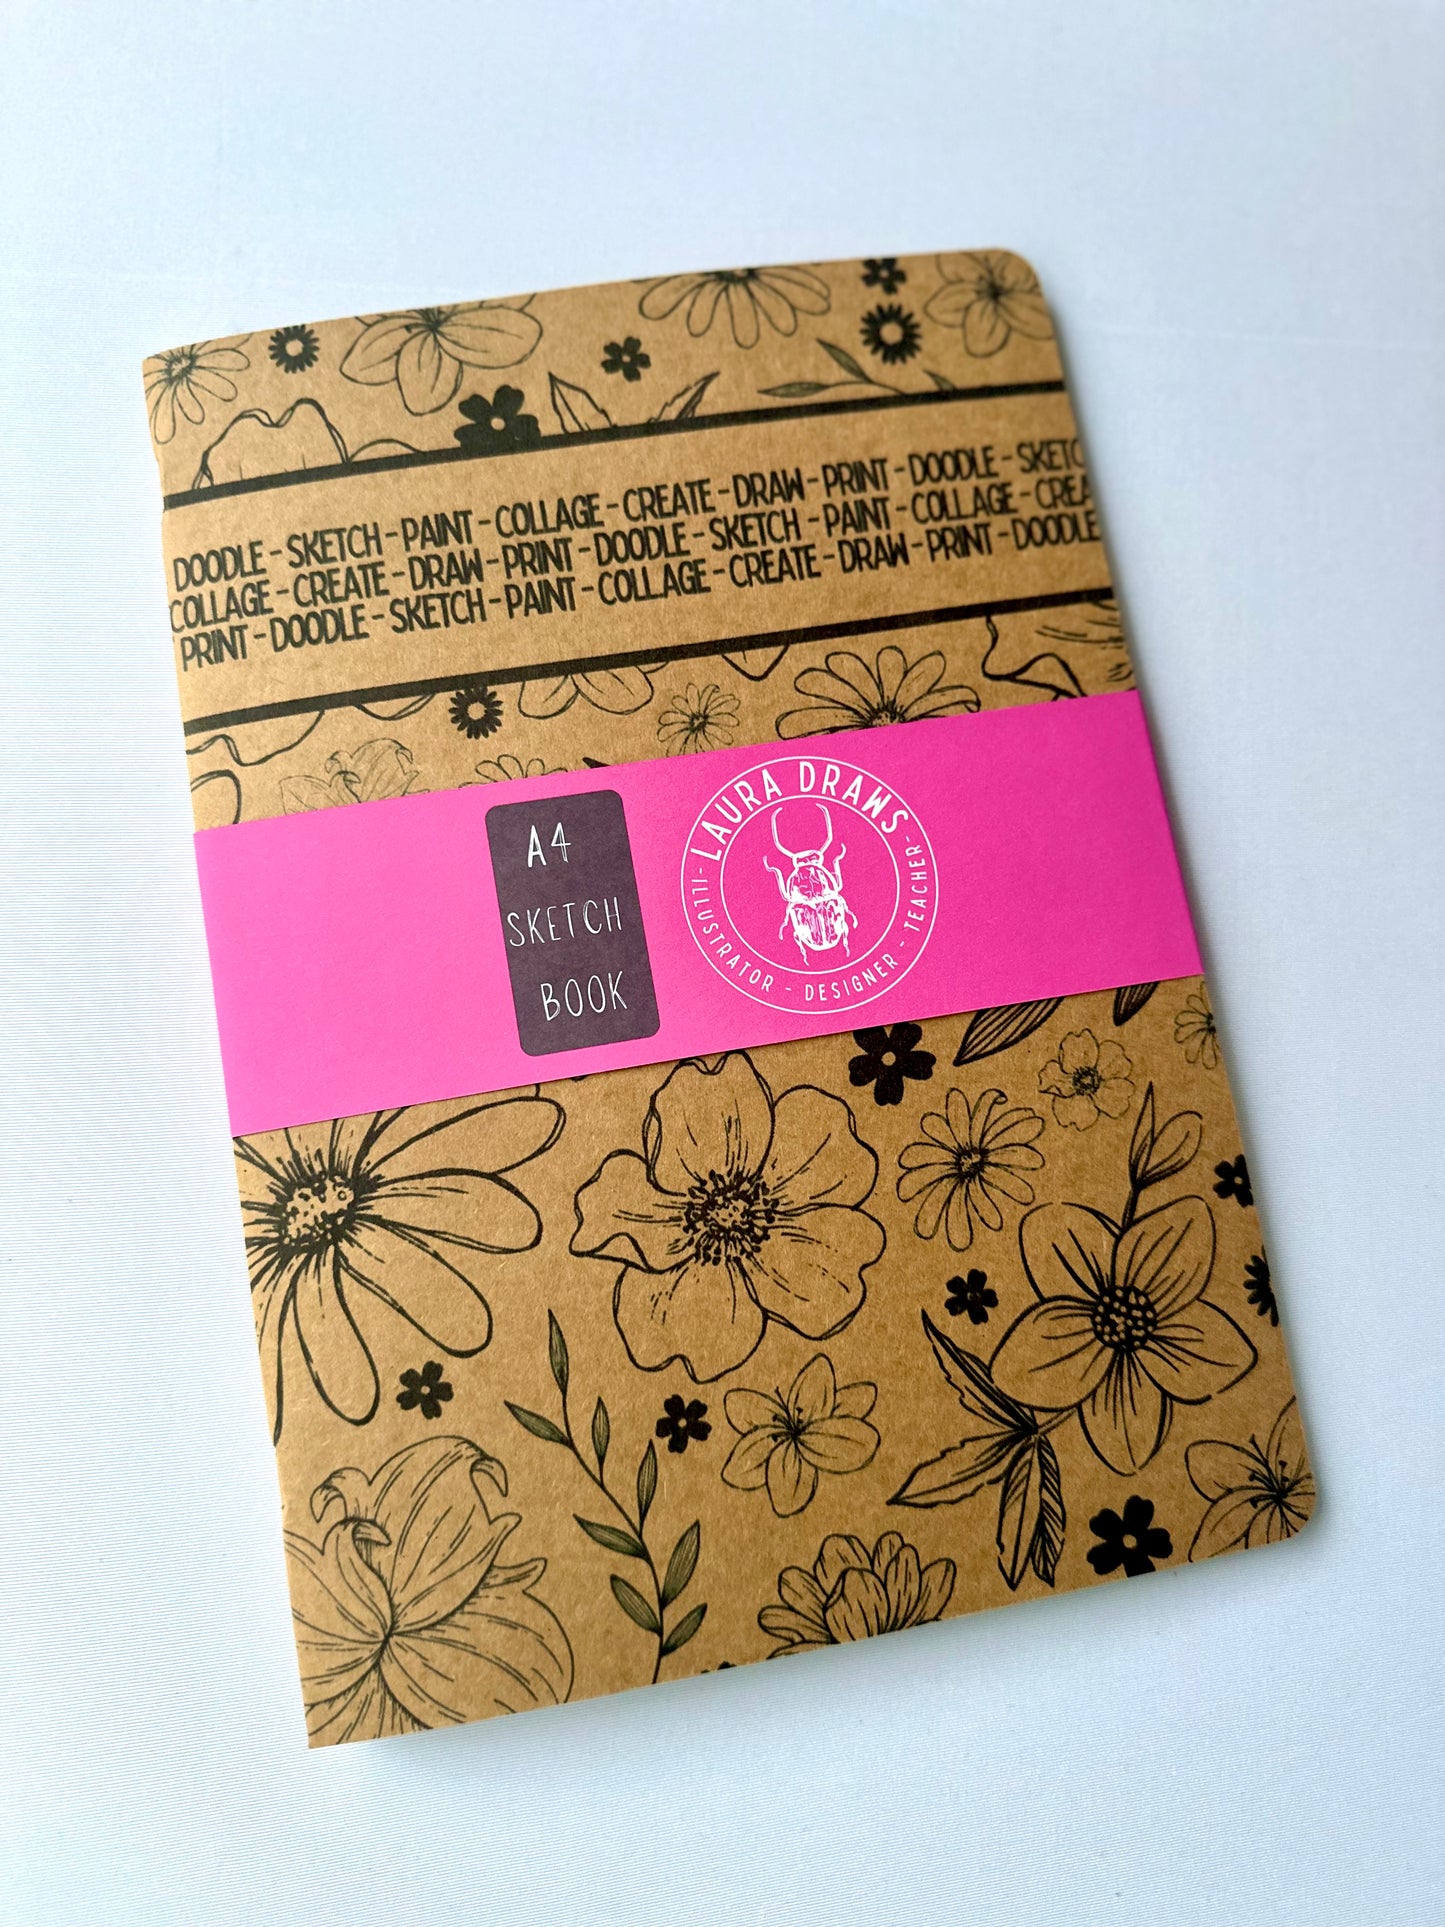 DOODLE - SKETCH - PAINT - COLLAGE - CREATE - DRAW - PRINT - DOODLE - SKETC
COLLAGE - CREATE - DRAW - PRINT - DOODLE - SKETCH - PAINT - COLLAGE - CREA
PRINT - DOODLE - SKETCH - PAINT - COLLAGE - CREATE - DRAW - PRINT - DOODLE
A4
SKETCH
BOOK
LAURA DRAWS
- ILLUSTRATOR - DESIGNER - TEACHER -